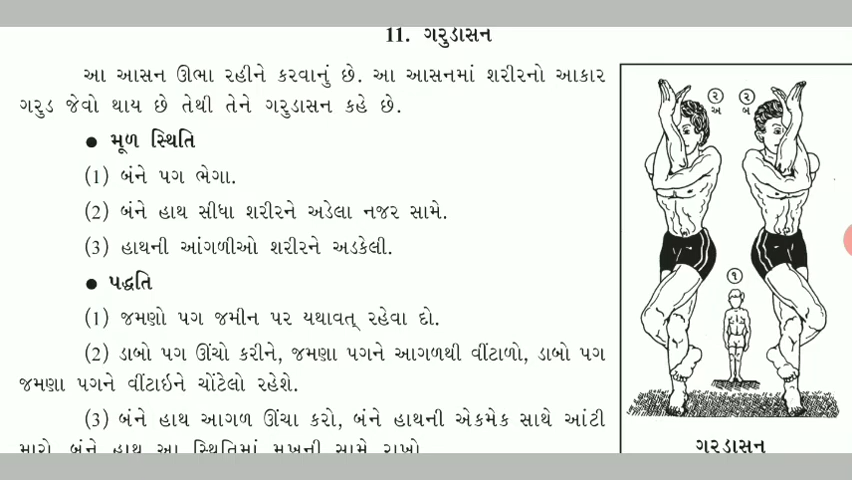 11. ગરુડાસન
આ આસન ઊભા રહીને કરવાનું છે. આ આસનમાં શરીરનો આકાર
ગરુડ જેવો થાય છે તેથી તેને ગરુડાસન કહે છે.
● મૂળ સ્થિતિ
(1) બંને પગ ભેગા.
(2) બંને હાથ સીધા શરીરને અડેલા નજર સામે.
(3) હાથની આંગળીઓ શરીરને અડકેલી.
● પદ્ધતિ
(1) જમણો પગ જમીન પર યથાવત્ રહેવા દો.
(2) ડાબો પગ ઊંચો કરીને, જમણા પગને આગળથી વીંટાળો, ડાબો પગ
જમણા પગને વીંટાઇને ચોંટેલો રહેશે.
(3) બંને હાથ આગળ ઊંચા કરો, બંને હાથની એકમેક સાથે આંટી
મારો. બંને હાથ આ સ્થિતિમાં મુખની સામે રાખો.
૨ અ
૨ બ
૧
ગરુડાસન